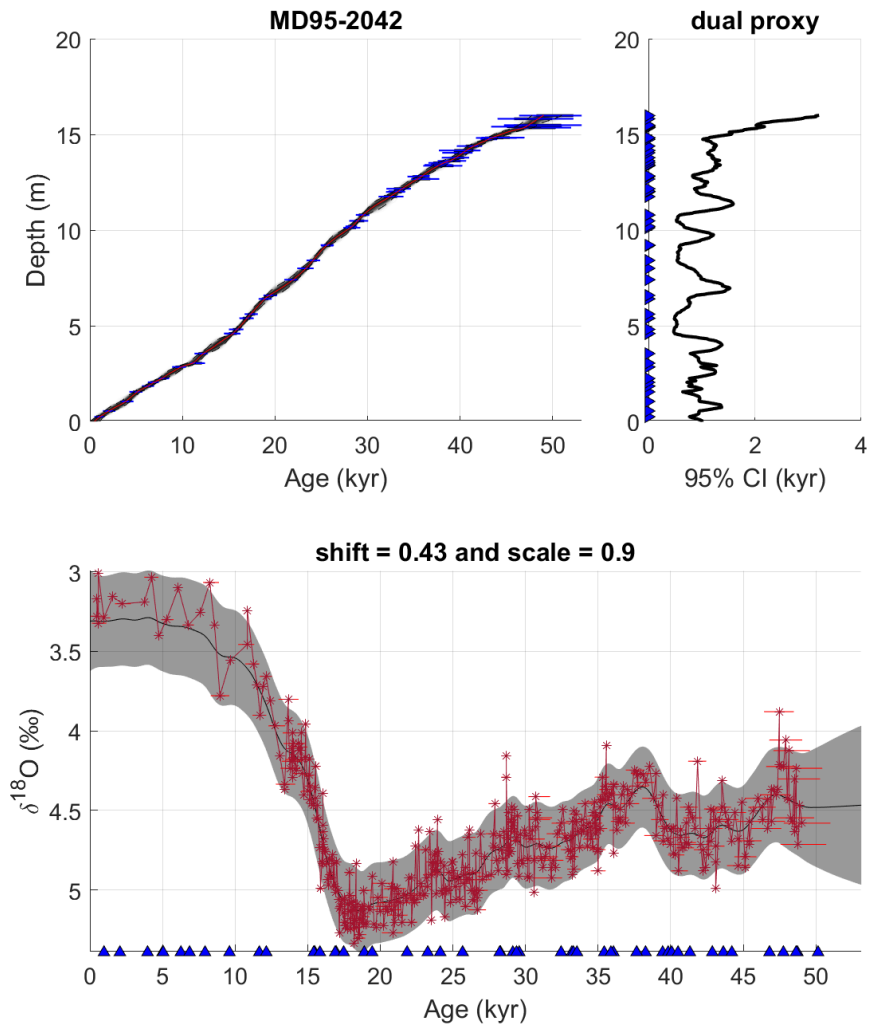 MD95-2042
dual proxy
20
15
10
5
0
Depth (m)
0 10 20 30 40 50
Age (kyr)
20
15
10
5
0
0 2 4
95% CI (kyr)
shift = 0.43 and scale = 0.9
3
3.5
4
4.5
5
δ18O (‰)
0 5 10 15 20 25 30 35 40 45 50
Age (kyr)